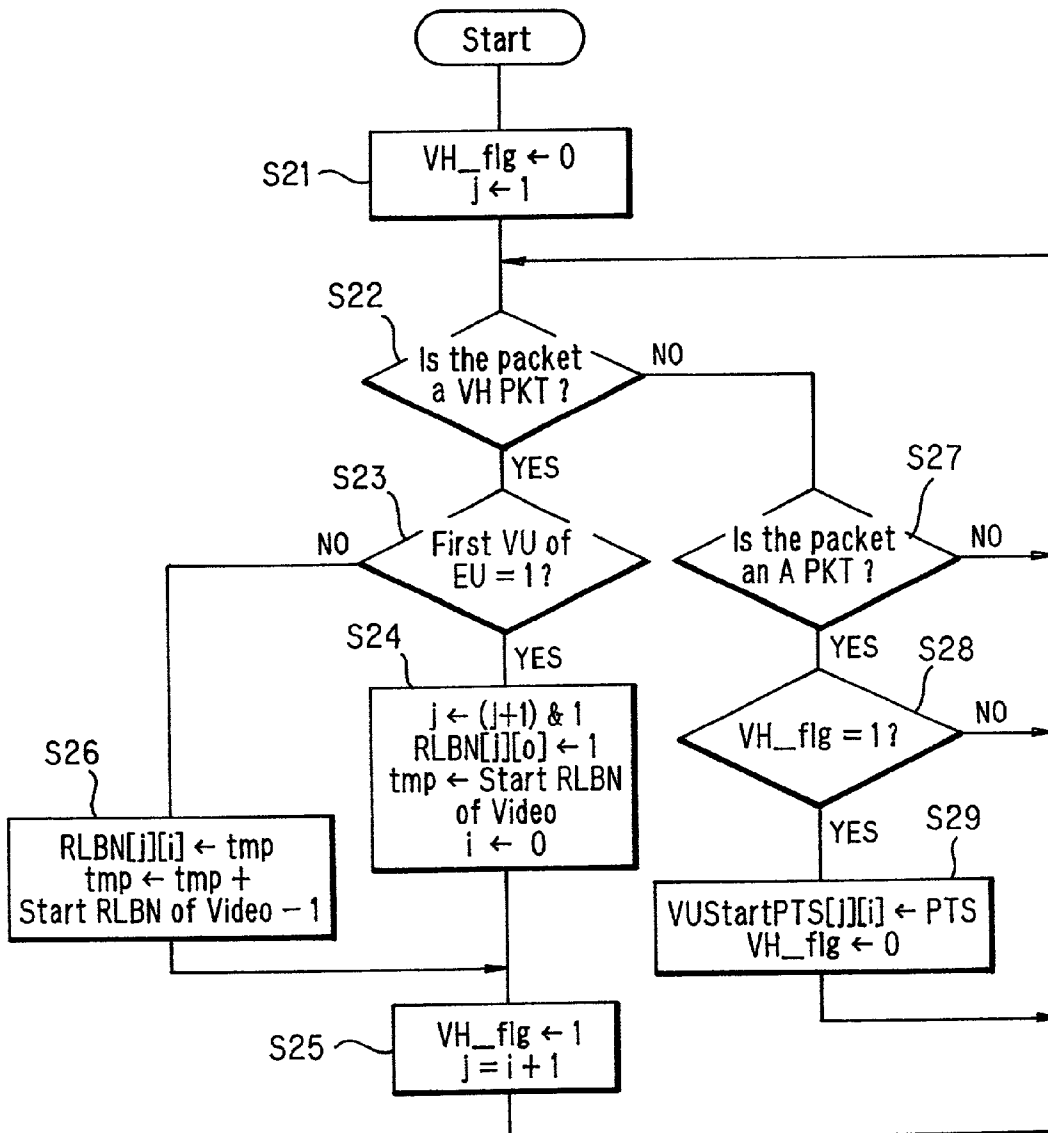 Start
S21
VH_flg ← 0
j ← 1
S22
Is the packet
a VH PKT ?
NO
YES
S23
First VU of
EU = 1 ?
NO
YES
S24
j ← (j+1) & 1
RLBN[j][o] ← 1
tmp ← Start RLBN
of Video
i ← 0
S26
RLBN[j][i] ← tmp
tmp ← tmp +
Start RLBN of Video – 1
S25
VH_flg ← 1
j = i + 1
S27
Is the packet
an A PKT ?
NO
YES
S28
VH_flg = 1 ?
NO
YES
S29
VUStartPTS[j][i] ← PTS
VH_flg ← 0